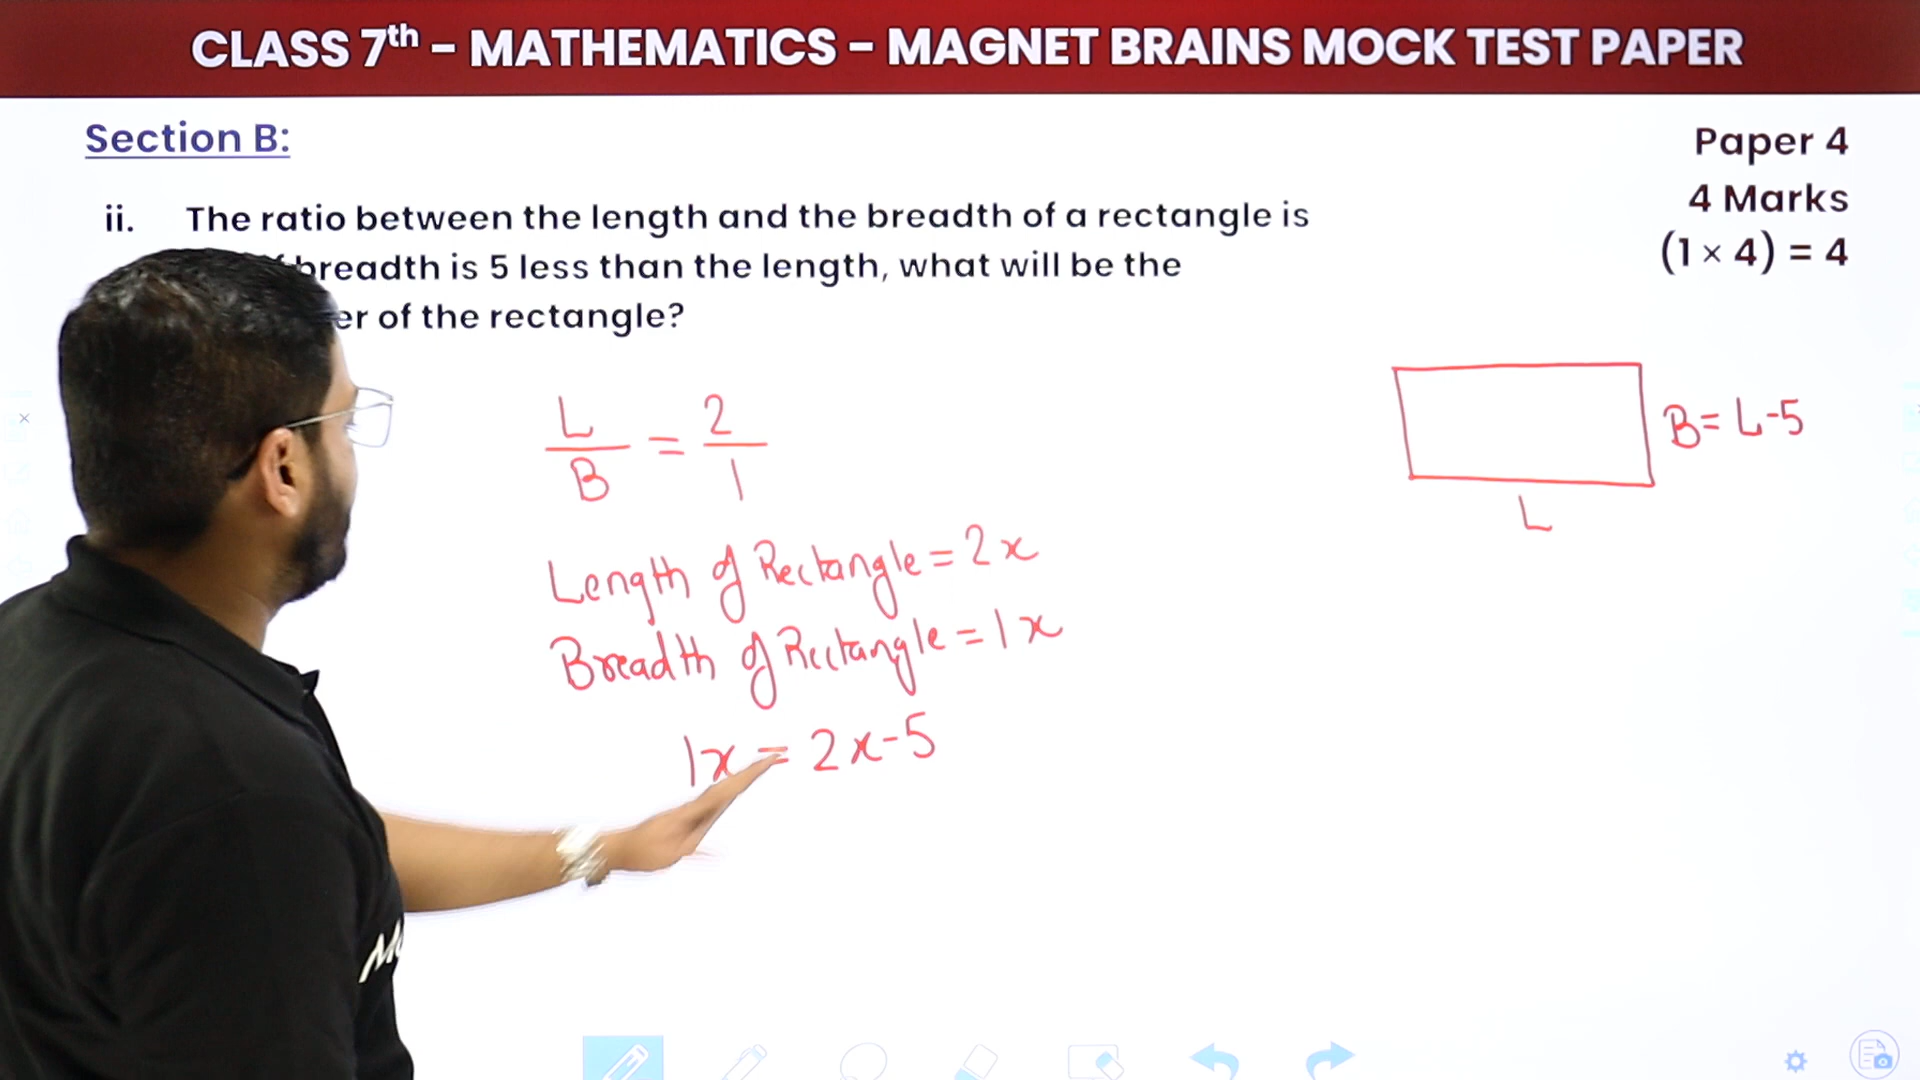 CLASS 7th – MATHEMATICS – MAGNET BRAINS MOCK TEST PAPER
Section B:
Paper 4
4 Marks
(1 × 4) = 4
ii. The ratio between the length and the breadth of a rectangle is
breadth is 5 less than the length, what will be the
er of the rectangle?
L/B = 2/1
B = L-5
L
Length of Rectangle = 2x
Breadth of Rectangle = 1x
1x = 2x-5